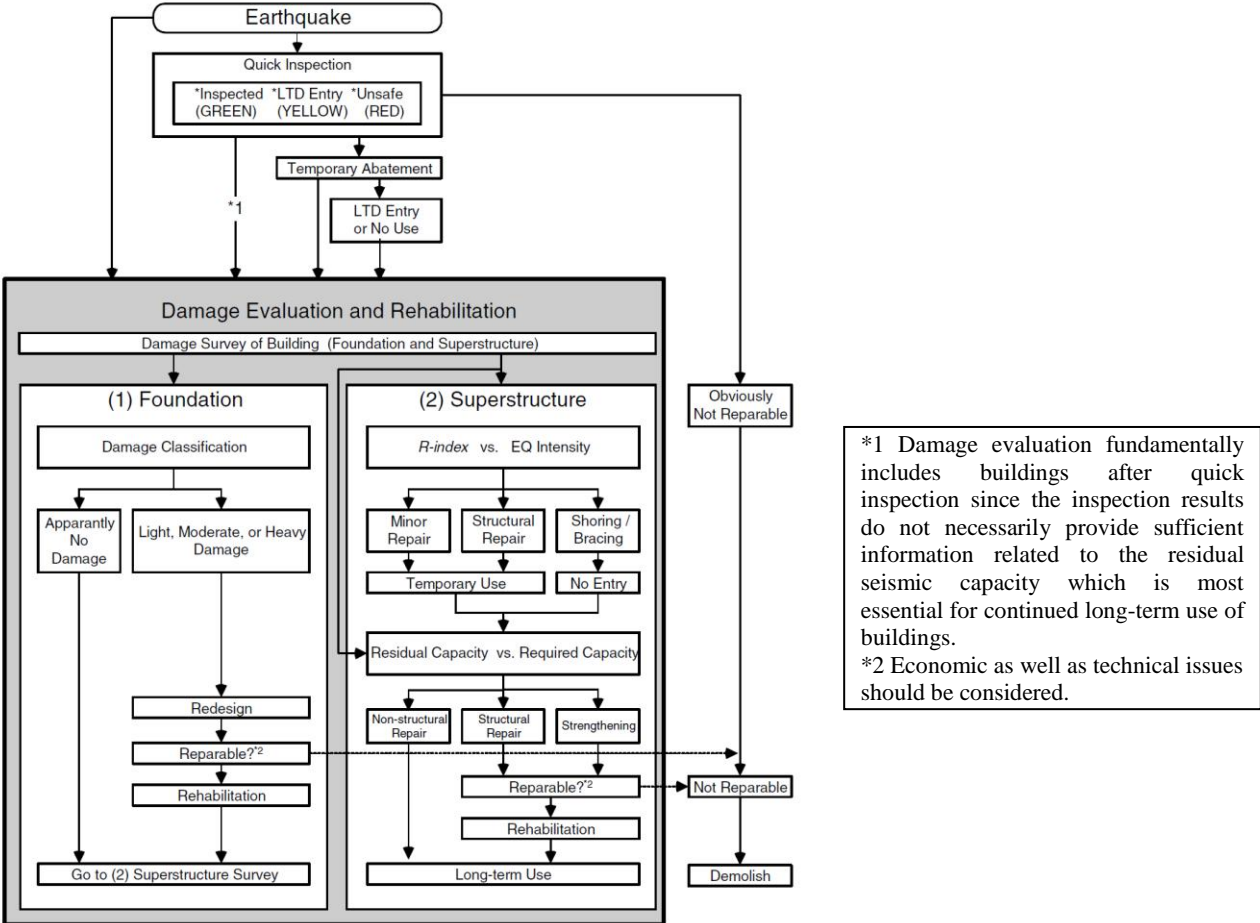 Earthquake
Quick Inspection
*Inspected *LTD Entry *Unsafe
(GREEN) (YELLOW) (RED)
Temporary Abatement
*1
LTD Entry
or No Use
Damage Evaluation and Rehabilitation
Damage Survey of Building (Foundation and Superstructure)
(1) Foundation
Damage Classification
Apparantly
No
Damage
Light, Moderate, or Heavy
Damage
Redesign
Reparable?*2
Rehabilitation
Go to (2) Superstructure Survey
(2) Superstructure
R-index vs. EQ Intensity
Minor
Repair
Structural
Repair
Shoring /
Bracing
Temporary Use
No Entry
Residual Capacity vs. Required Capacity
Non-structural
Repair
Structural
Repair
Strengthening
Reparable?*2
Rehabilitation
Long-term Use
Obviously
Not Reparable
Not Reparable
Demolish
*1 Damage evaluation fundamentally
includes buildings after quick
inspection since the inspection results
do not necessarily provide sufficient
information related to the residual
seismic capacity which is most
essential for continued long-term use of
buildings.
*2 Economic as well as technical issues
should be considered.